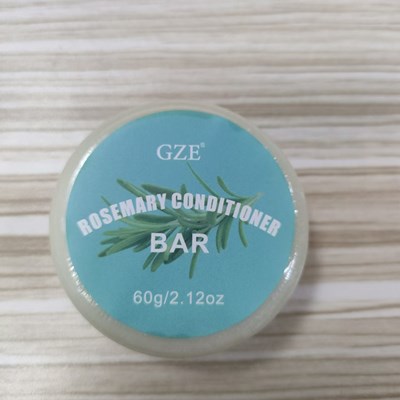 GZE®
ROSEMARY CONDITIONER
BAR
60g/2.12oz